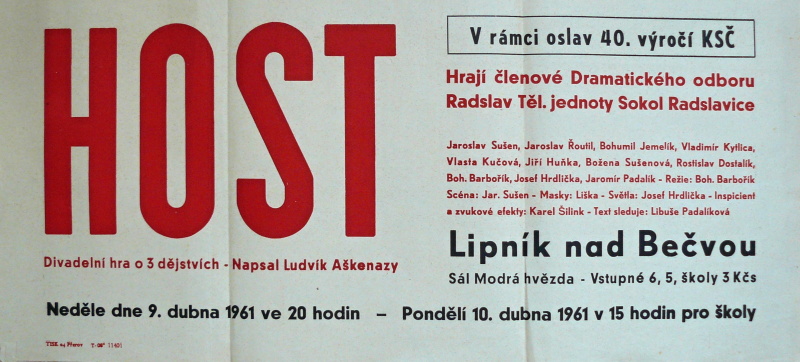 HOST
Divadelní hra o 3 dějstvích - Napsal Ludvík Aškenazy
V rámci oslav 40. výročí KSČ
Hrají členové Dramatického odboru
Radslav Těl. jednoty Sokol Radslavice
Jaroslav Sušen, Jaroslav Řoutil, Bohumil Jemelík, Vladimír Kytlica,
Vlasta Kučová, Jiří Huňka, Božena Sušenová, Rostislav Dostalík,
Boh. Barbořík, Josef Hrdlička, Jaromír Padalík - Režie: Boh. Barbořík
Scéna: Jar. Sušen - Masky: Liška - Světla: Josef Hrdlička - Inspicient
a zvukové efekty: Karel Šilink - Text sleduje: Libuše Padalíková
Lipník nad Bečvou
Sál Modrá hvězda - Vstupné 6, 5, školy 3 Kčs
Neděle dne 9. dubna 1961 ve 20 hodin – Pondělí 10. dubna 1961 v 15 hodin pro školy
Přerov